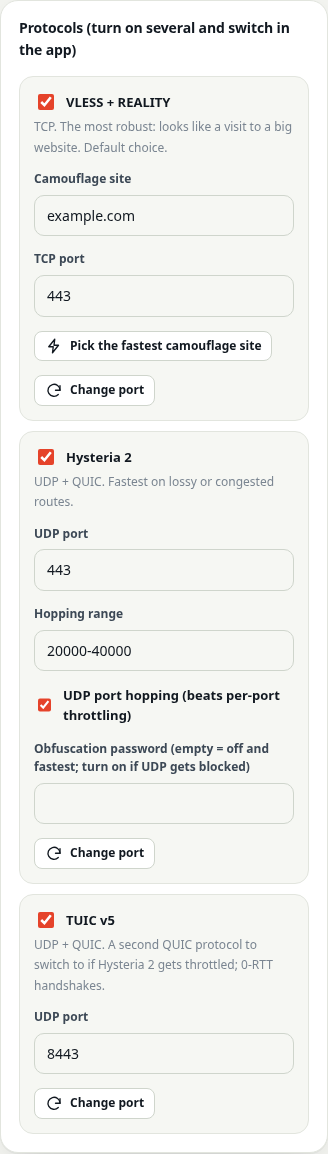 Protocols (turn on several and switch in
the app)
VLESS + REALITY
TCP. The most robust: looks like a visit to a big
website. Default choice.
Camouflage site
example.com
TCP port
443
Pick the fastest camouflage site
Change port
Hysteria 2
UDP + QUIC. Fastest on lossy or congested
routes.
UDP port
443
Hopping range
20000-40000
UDP port hopping (beats per-port
throttling)
Obfuscation password (empty = off and
fastest; turn on if UDP gets blocked)
Change port
TUIC v5
UDP + QUIC. A second QUIC protocol to
switch to if Hysteria 2 gets throttled; 0-RTT
handshakes.
UDP port
8443
Change port